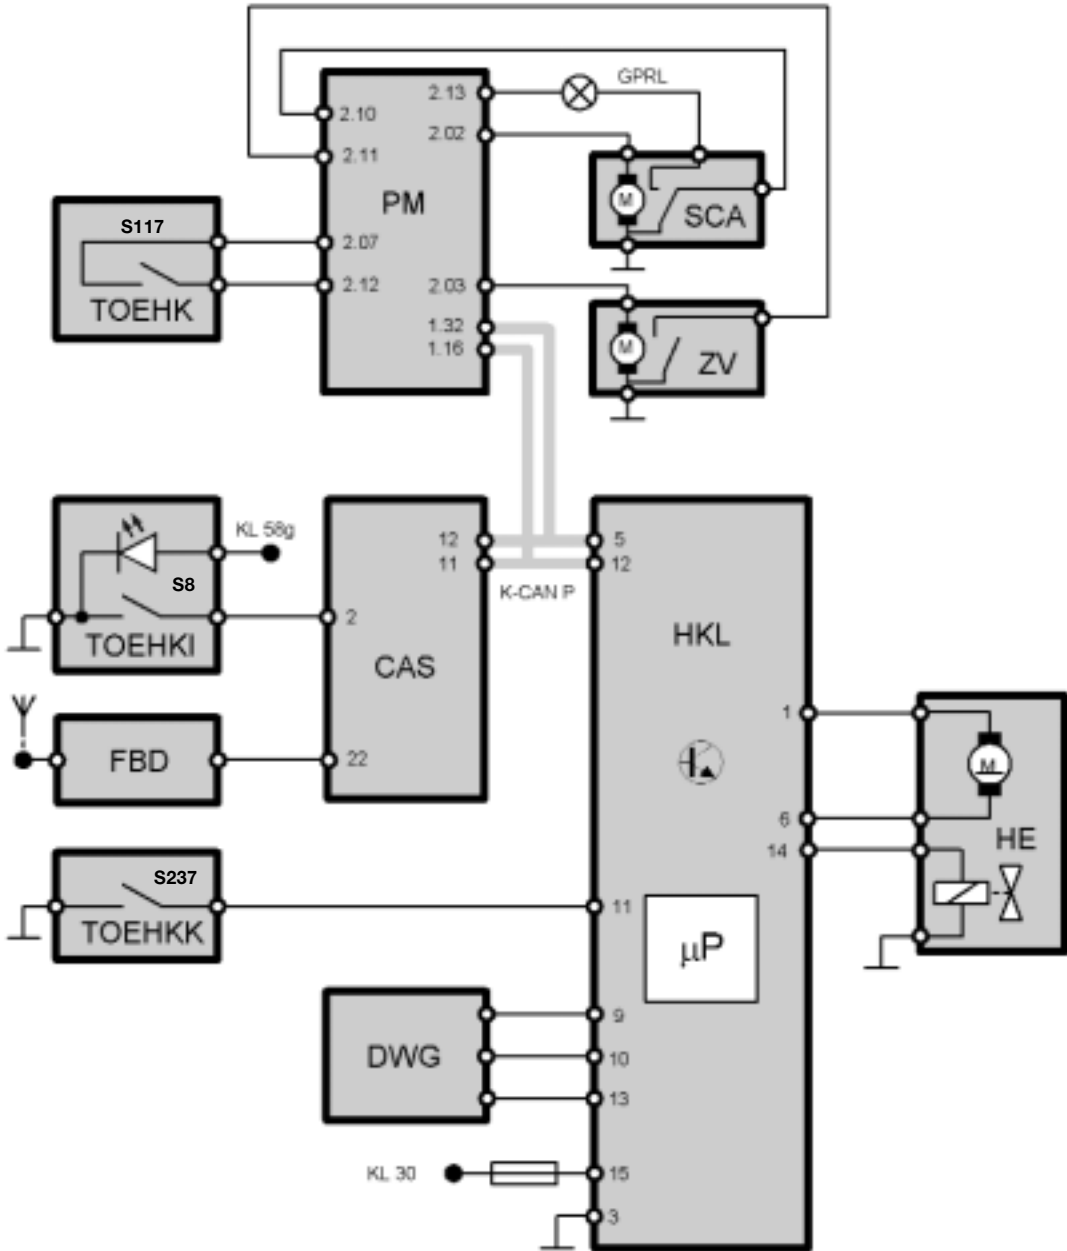 GPRL
2.13
2.10
2.02
2.11
PM
M
SCA
S117
2.07
2.12
TOEHK
2.03
1.32
1.16
M
ZV
KL 58g
12
5
11
12
K-CAN P
S8
2
TOEHKI
CAS
HKL
1
FBD
22
M
6
HE
14
S237
11
TOEHKK
µP
9
DWG
10
13
KL 30
15
3